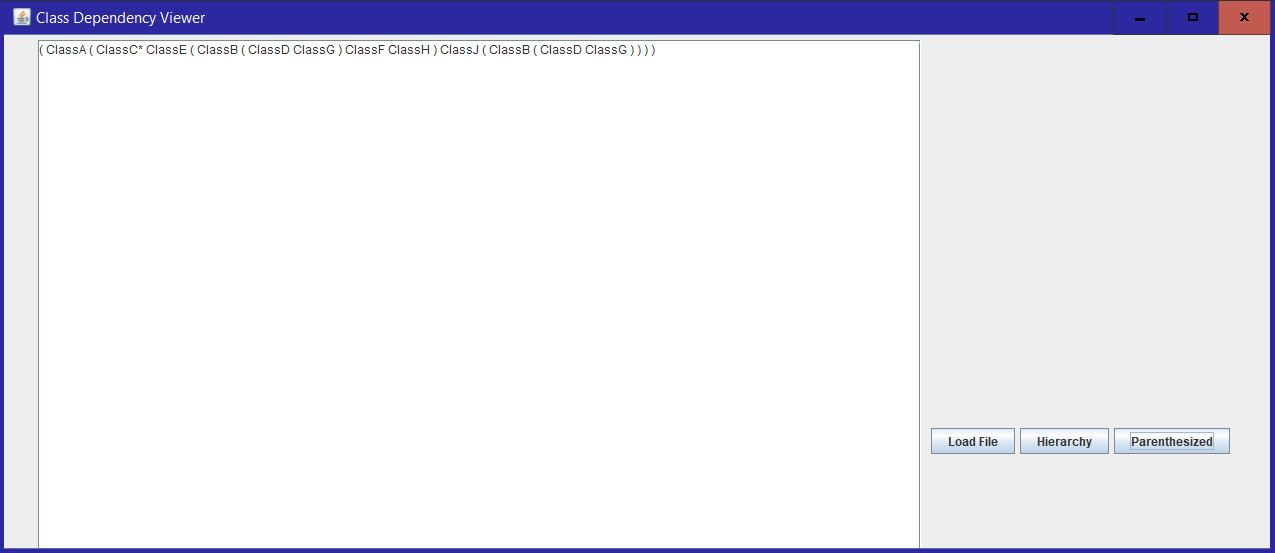 Class Dependency Viewer
( ClassA ( ClassC* ClassE ( ClassB ( ClassD ClassG ) ClassF ClassH ) ClassJ ( ClassB ( ClassD ClassG ) ) ) )
Load File
Hierarchy
Parenthesized